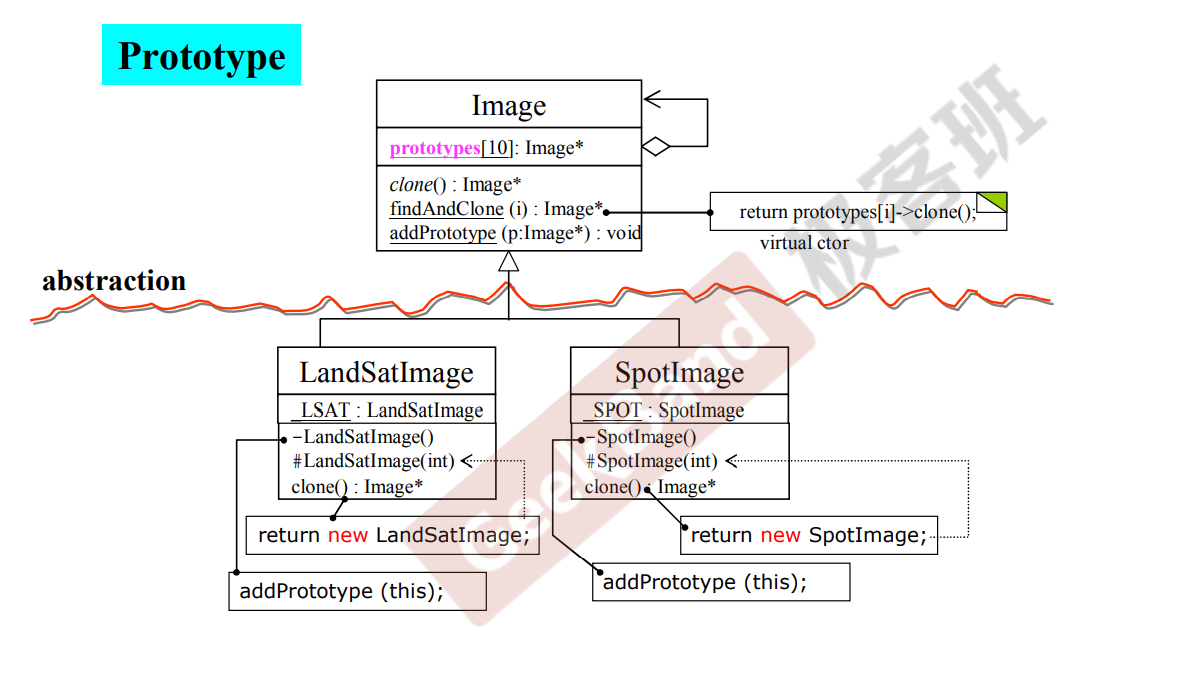 Prototype
Image
prototypes[10]: Image*
clone() : Image*
findAndClone (i) : Image*
addPrototype (p:Image*) : void
return prototypes[i]->clone();
virtual ctor
abstraction
LandSatImage
_LSAT : LandSatImage
-LandSatImage()
#LandSatImage(int)
clone() : Image*
return new LandSatImage;
addPrototype (this);
SpotImage
_SPOT : SpotImage
-SpotImage()
#SpotImage(int)
clone() : Image*
return new SpotImage;
addPrototype (this);
GeekBand
极客班